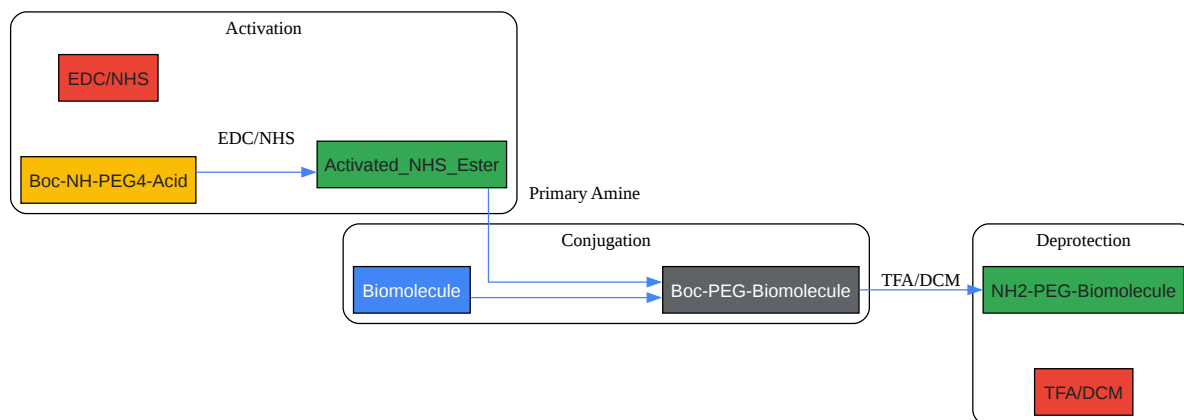 Activation
EDC/NHS
EDC/NHS
Boc-NH-PEG4-Acid
Activated_NHS_Ester
Primary Amine
Conjugation
Biomolecule
Boc-PEG-Biomolecule
TFA/DCM
Deprotection
NH2-PEG-Biomolecule
TFA/DCM